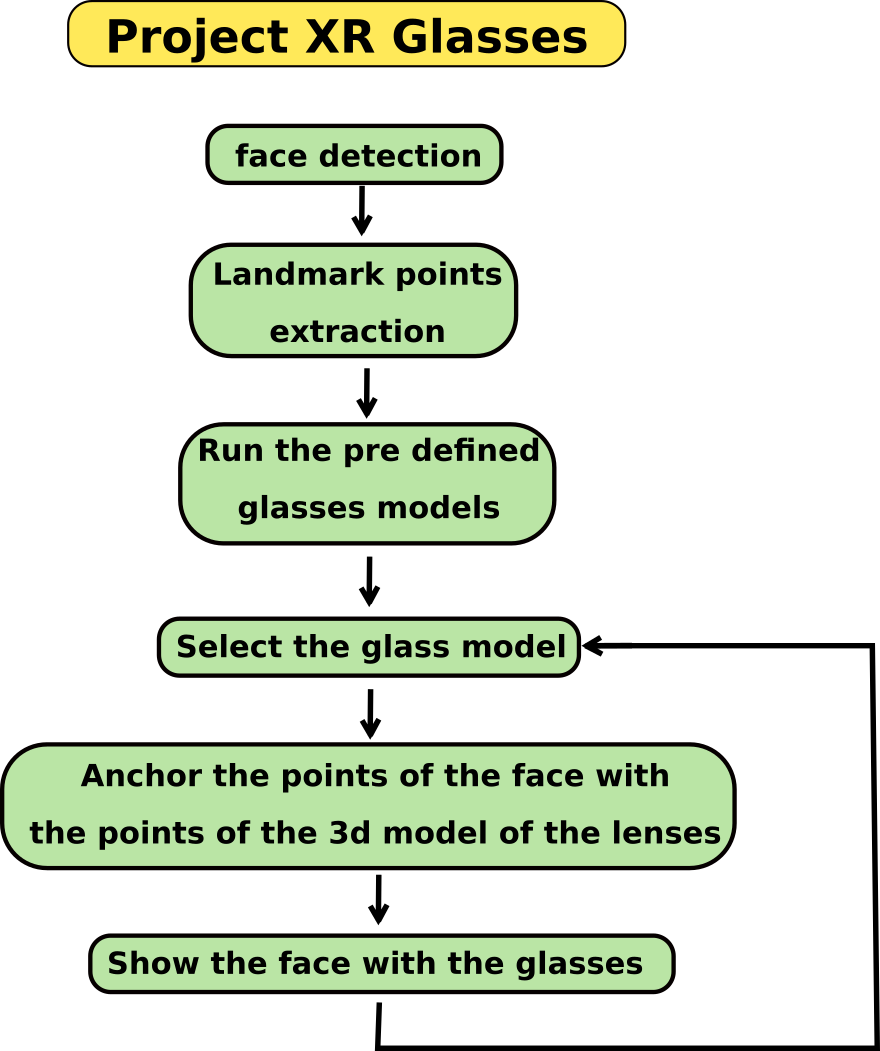 Project XR Glasses
face detection
Landmark points
extraction
Run the pre defined
glasses models
Select the glass model
Anchor the points of the face with
the points of the 3d model of the lenses
Show the face with the glasses